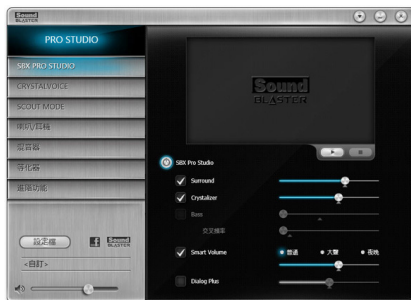 Sound
BLASTER
PRO STUDIO
SBX PRO STUDIO
CRYSTALVOICE
SCOUT MODE
喇叭/耳機
混音器
等化器
進階功能
設定檔
f
Sound
BLASTER
<自訂>
Sound
BLASTER
SBX Pro Studio
Surround
Crystalizer
Bass
交叉頻率
Smart Volume
普通
大聲
夜晚
Dialog Plus